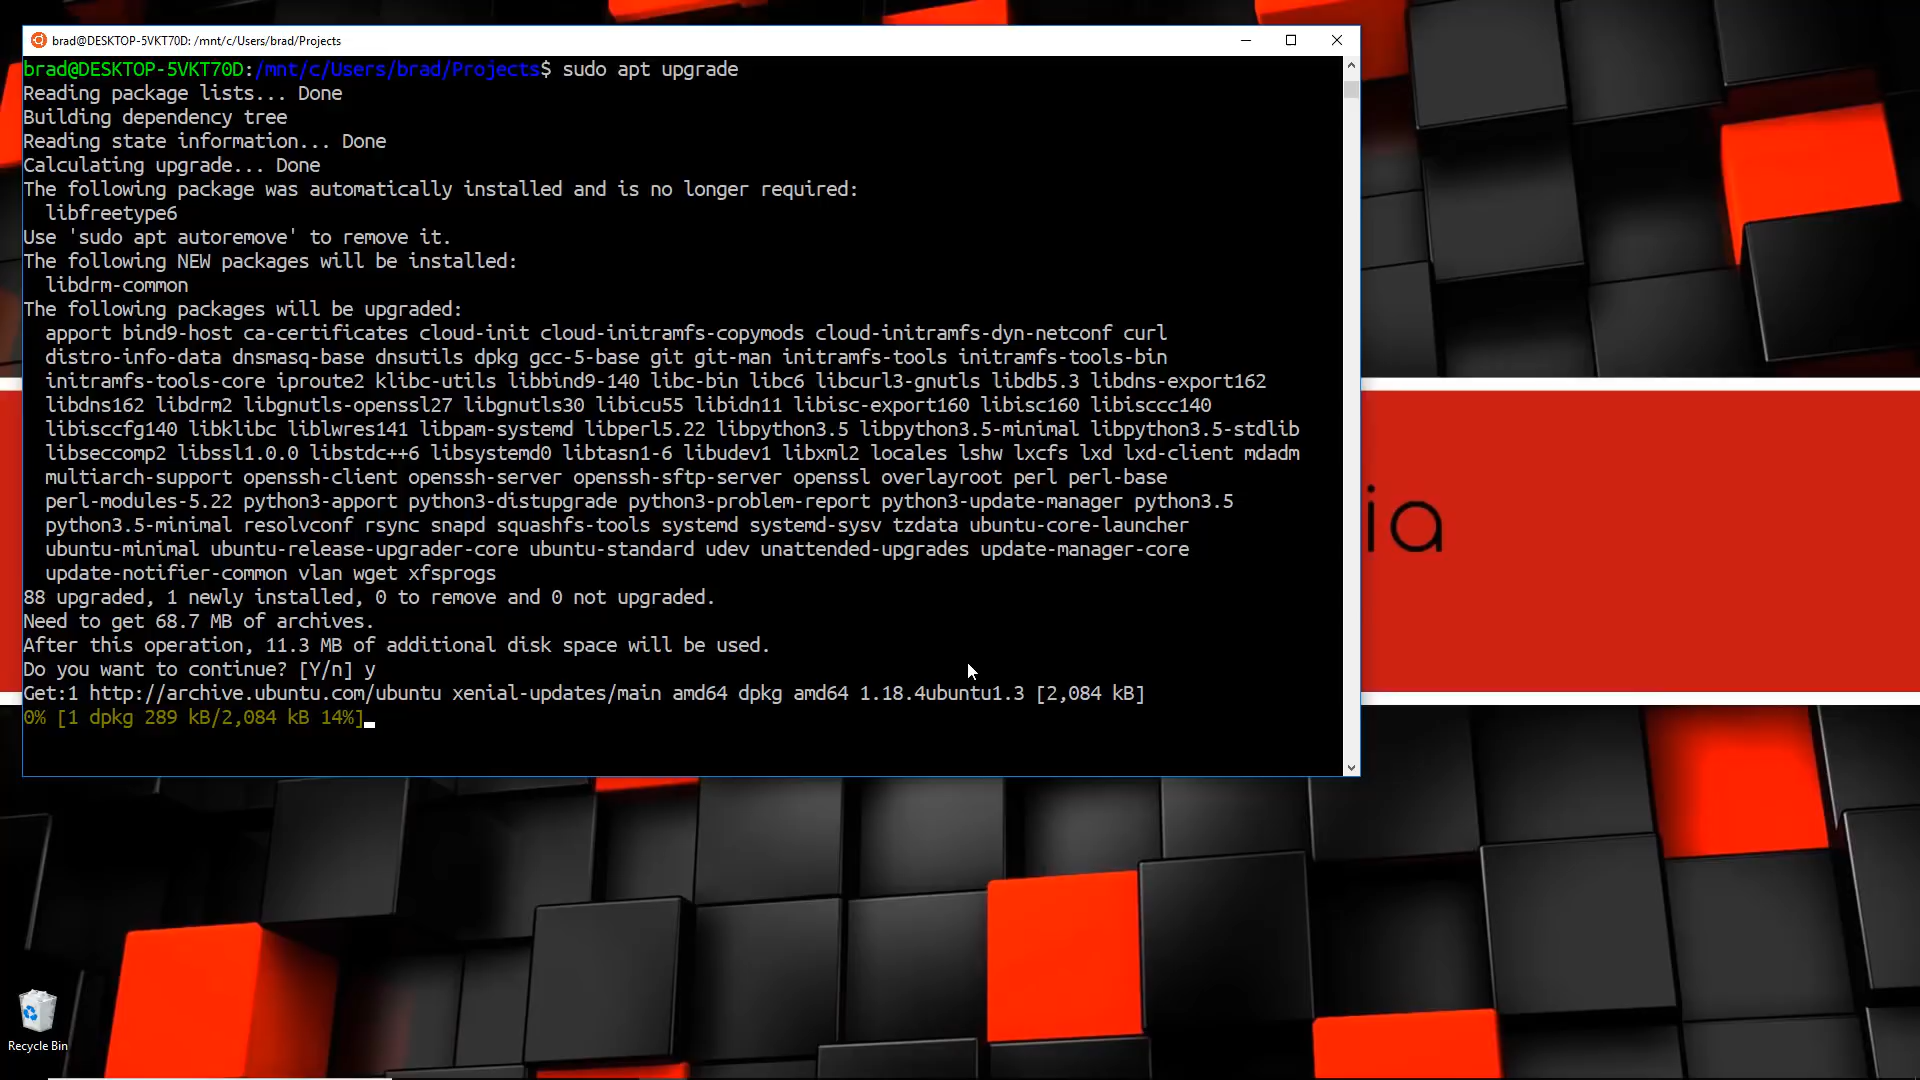 brad@DESKTOP-5VKT70D: /mnt/c/Users/brad/Projects
brad@DESKTOP-5VKT70D:/mnt/c/Users/brad/Projects$ sudo apt upgrade
Reading package lists... Done
Building dependency tree
Reading state information... Done
Calculating upgrade... Done
The following package was automatically installed and is no longer required:
  libfreetype6
Use 'sudo apt autoremove' to remove it.
The following NEW packages will be installed:
  libdrm-common
The following packages will be upgraded:
  apport bind9-host ca-certificates cloud-init cloud-initramfs-copymods cloud-initramfs-dyn-netconf curl
  distro-info-data dnsmasq-base dnsutils dpkg gcc-5-base git git-man initramfs-tools initramfs-tools-bin
  initramfs-tools-core iproute2 klibc-utils libbind9-140 libc-bin libc6 libcurl3-gnutls libdb5.3 libdns-export162
  libdns162 libdrm2 libgnutls-openssl27 libgnutls30 libicu55 libidn11 libisc-export160 libisc160 libisccc140
  libisccfg140 libklibc liblwres141 libpam-systemd libperl5.22 libpython3.5 libpython3.5-minimal libpython3.5-stdlib
  libseccomp2 libssl1.0.0 libstdc++6 libsystemd0 libtasn1-6 libudev1 libxml2 locales lshw lxcfs lxd lxd-client mdadm
  multiarch-support openssh-client openssh-server openssh-sftp-server openssl overlayroot perl perl-base
  perl-modules-5.22 python3-apport python3-distupgrade python3-problem-report python3-update-manager python3.5
  python3.5-minimal resolvconf rsync snapd squashfs-tools systemd systemd-sysv tzdata ubuntu-core-launcher
  ubuntu-minimal ubuntu-release-upgrader-core ubuntu-standard udev unattended-upgrades update-manager-core
  update-notifier-common vlan wget xfsprogs
88 upgraded, 1 newly installed, 0 to remove and 0 not upgraded.
Need to get 68.7 MB of archives.
After this operation, 11.3 MB of additional disk space will be used.
Do you want to continue? [Y/n] y
Get:1 http://archive.ubuntu.com/ubuntu xenial-updates/main amd64 dpkg amd64 1.18.4ubuntu1.3 [2,084 kB]
0% [1 dpkg 289 kB/2,084 kB 14%]
ia
Recycle Bin